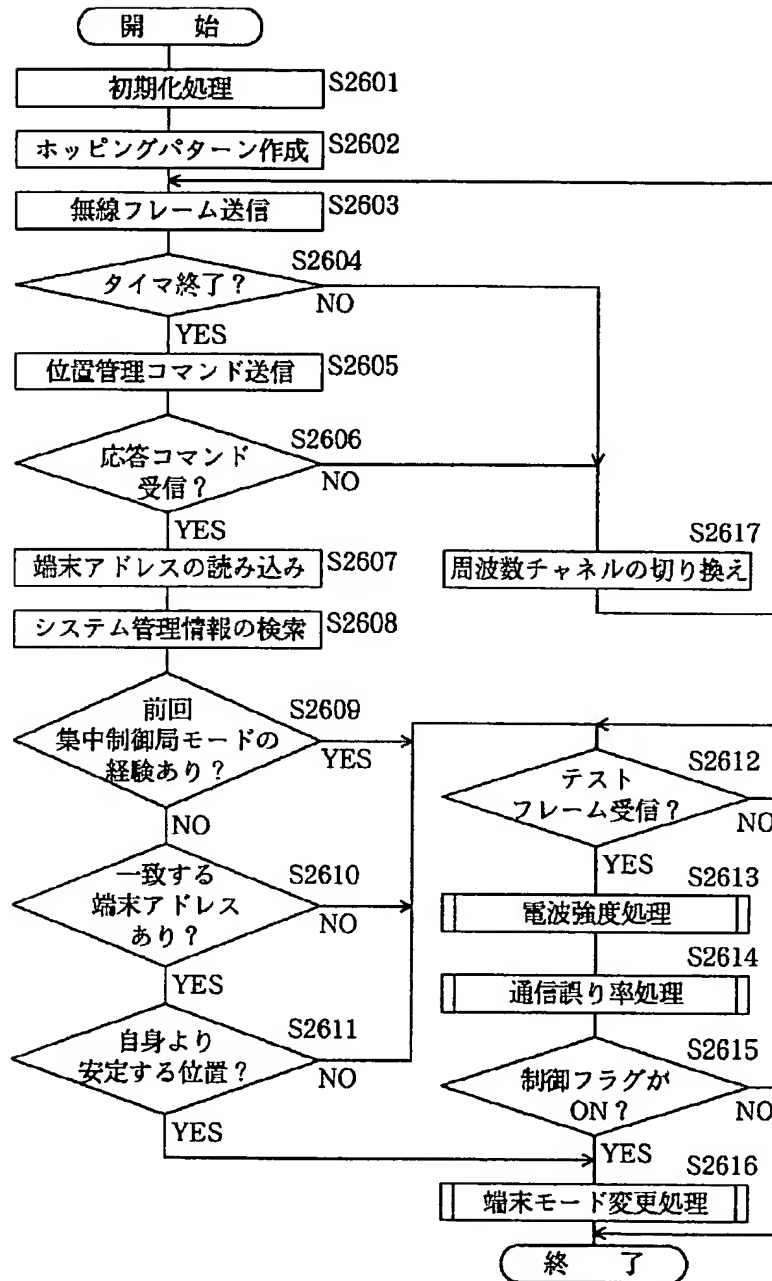 開　始
初期化処理 S2601
ホッピングパターン作成 S2602
無線フレーム送信 S2603
S2604
タイマ終了？
NO
YES
位置管理コマンド送信 S2605
S2606
応答コマンド
受信？
NO
YES
端末アドレスの読み込み S2607
システム管理情報の検索 S2608
S2609
前回
集中制御局モードの
経験あり？
YES
NO
S2610
一致する
端末アドレス
あり？
NO
YES
S2611
自身より
安定する位置？
NO
YES
S2617
周波数チャネルの切り換え
S2612
テスト
フレーム受信？
NO
YES
S2613
電波強度処理
S2614
通信誤り率処理
S2615
制御フラグが
ON？
NO
YES
S2616
端末モード変更処理
終　了